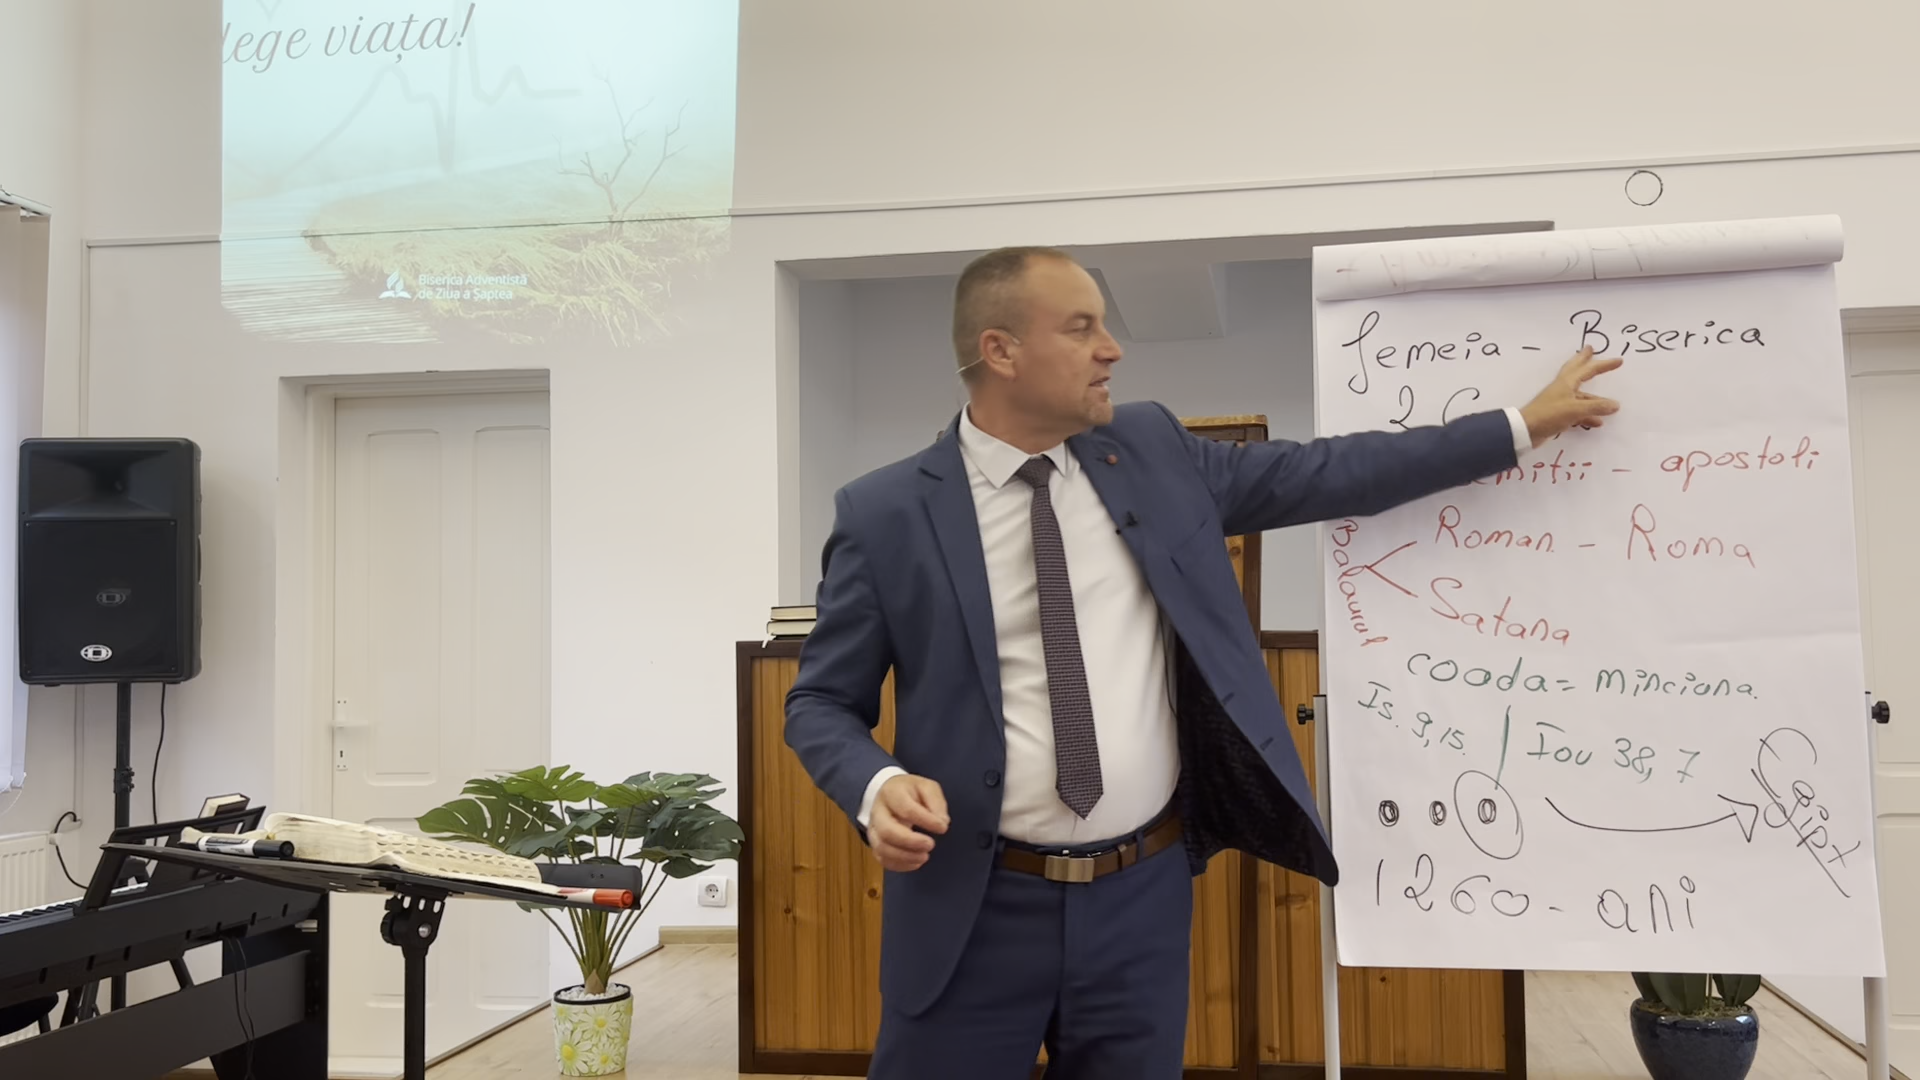 lege viața!
Biserica Adventistă
de Ziua a Șaptea
femeia - Biserica
2 C
- apostoli
Roman - Roma
Balaurul
Satana
coada = minciuna.
Is. 9,15.
Iov 38,7
1260 - ani